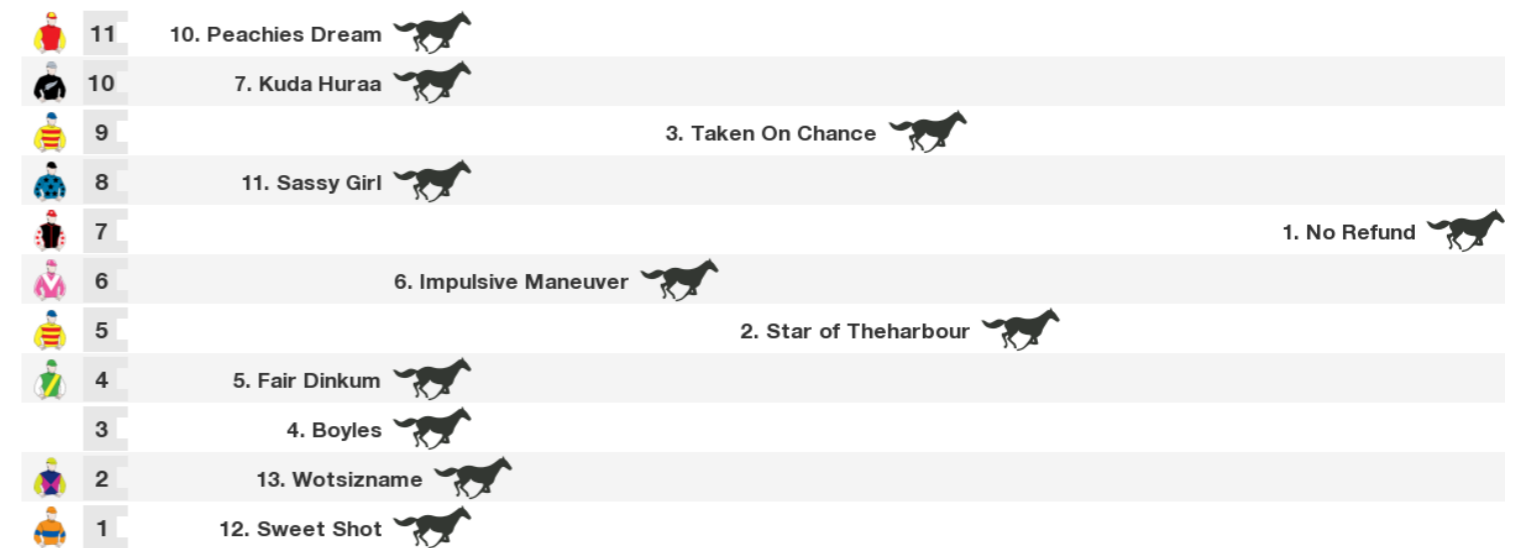 11 10. Peachies Dream
10 7. Kuda Huraa
9 3. Taken On Chance
8 11. Sassy Girl
7 1. No Refund
6 6. Impulsive Maneuver
5 2. Star of Theharbour
4 5. Fair Dinkum
3 4. Boyles
2 13. Wotsizname
1 12. Sweet Shot